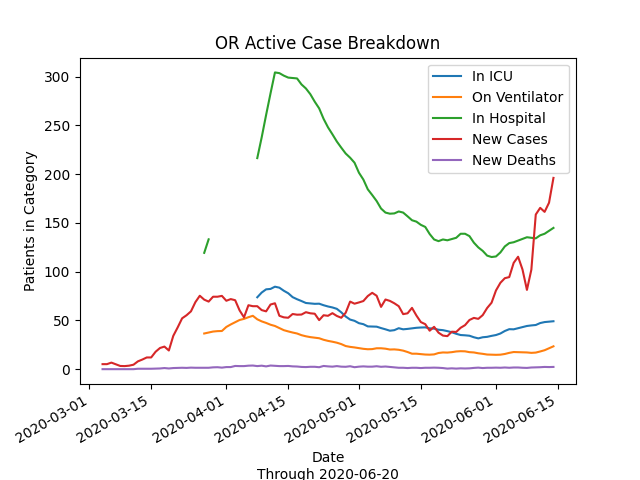 OR Active Case Breakdown
Patients in Category
300
250
200
150
100
50
0
In ICU
On Ventilator
In Hospital
New Cases
New Deaths
2020-03-01
2020-03-15
2020-04-01
2020-04-15
2020-05-01
2020-05-15
2020-06-01
2020-06-15
Date
Through 2020-06-20